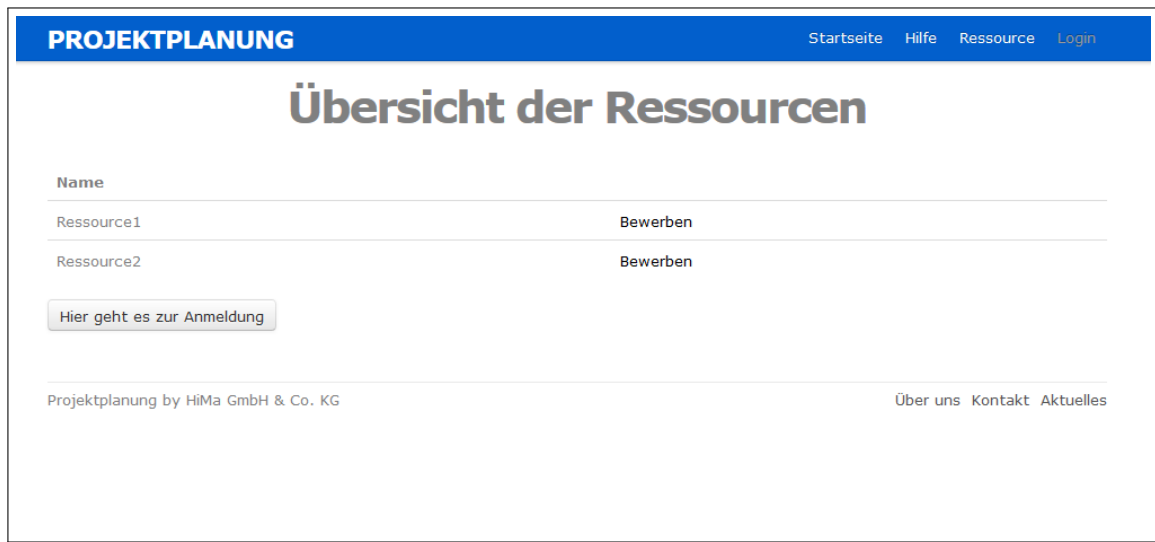 PROJEKTPLANUNG Startseite Hilfe Ressource Login
Übersicht der Ressourcen
Name
Ressource1 Bewerben
Ressource2 Bewerben
Hier geht es zur Anmeldung
Projektplanung by HiMa GmbH & Co. KG Über uns Kontakt Aktuelles